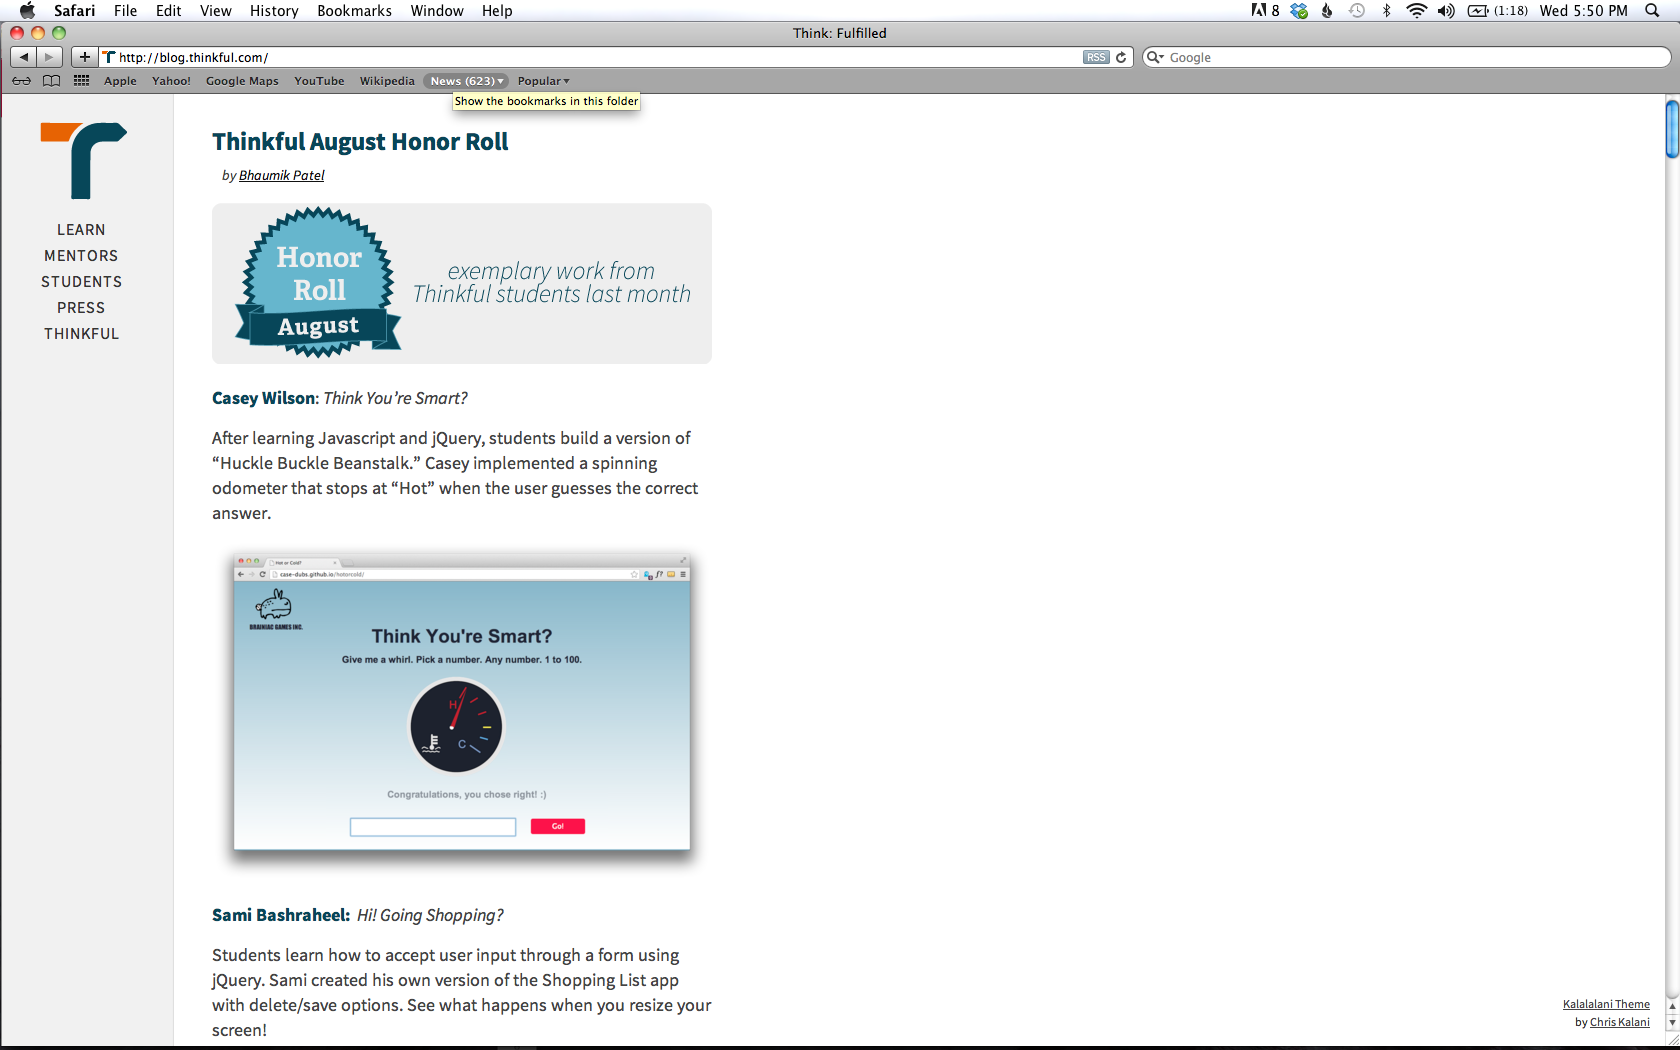 Safari File Edit View History Bookmarks Window Help 8 (1:18) Wed 5:50 PM
Think: Fulfilled
http://blog.thinkful.com/ RSS Google
Apple Yahoo! Google Maps YouTube Wikipedia News (623) Popular
Show the bookmarks in this folder
LEARN
MENTORS
STUDENTS
PRESS
THINKFUL
Thinkful August Honor Roll
by Bhaumik Patel
Honor
Roll
August
exemplary work from
Thinkful students last month
Casey Wilson: Think You’re Smart?
After learning Javascript and jQuery, students build a version of
“Huckle Buckle Beanstalk.” Casey implemented a spinning
odometer that stops at “Hot” when the user guesses the correct
answer.
Hot or Cold?
case-dubs.github.io/hotorcold/
BRAINIAC GAMES INC.
Think You're Smart?
Give me a whirl. Pick a number. Any number. 1 to 100.
H
C
Congratulations, you chose right! :)
Go!
Sami Bashraheel: Hi! Going Shopping?
Students learn how to accept user input through a form using
jQuery. Sami created his own version of the Shopping List app
with delete/save options. See what happens when you resize your
screen!
Kalalalani Theme
by Chris Kalani